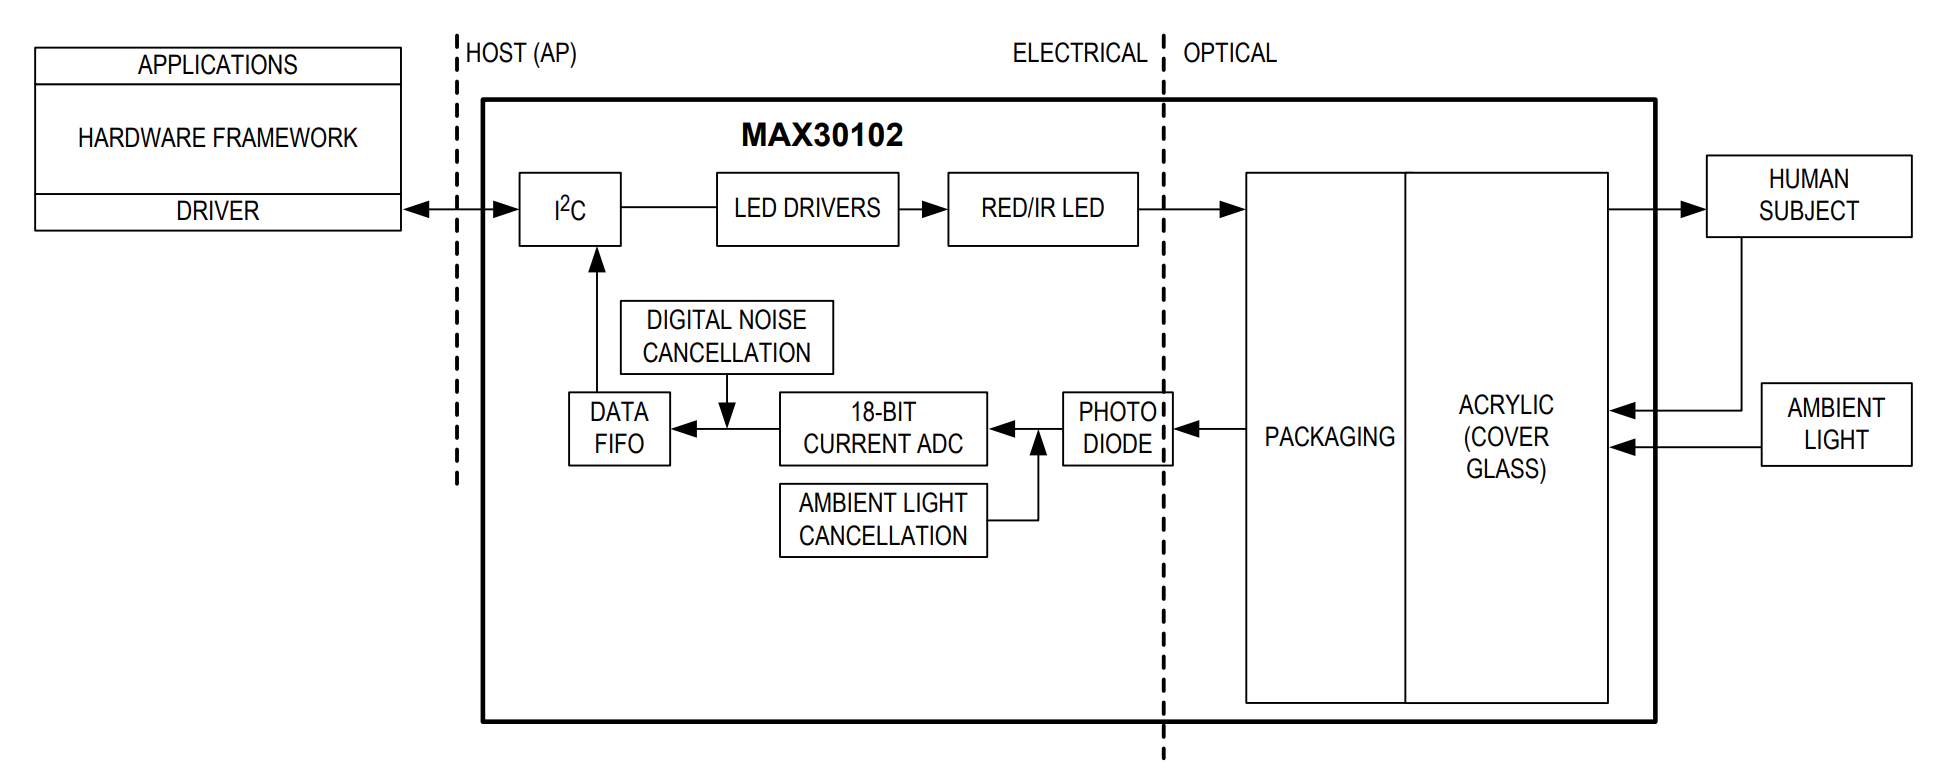 HOST (AP)
ELECTRICAL
OPTICAL
APPLICATIONS
HARDWARE FRAMEWORK
DRIVER
MAX30102
I²C
LED DRIVERS
RED/IR LED
HUMAN
SUBJECT
DIGITAL NOISE
CANCELLATION
DATA
FIFO
18-BIT
CURRENT ADC
PHOTO
DIODE
AMBIENT LIGHT
CANCELLATION
PACKAGING
ACRYLIC
(COVER
GLASS)
AMBIENT
LIGHT